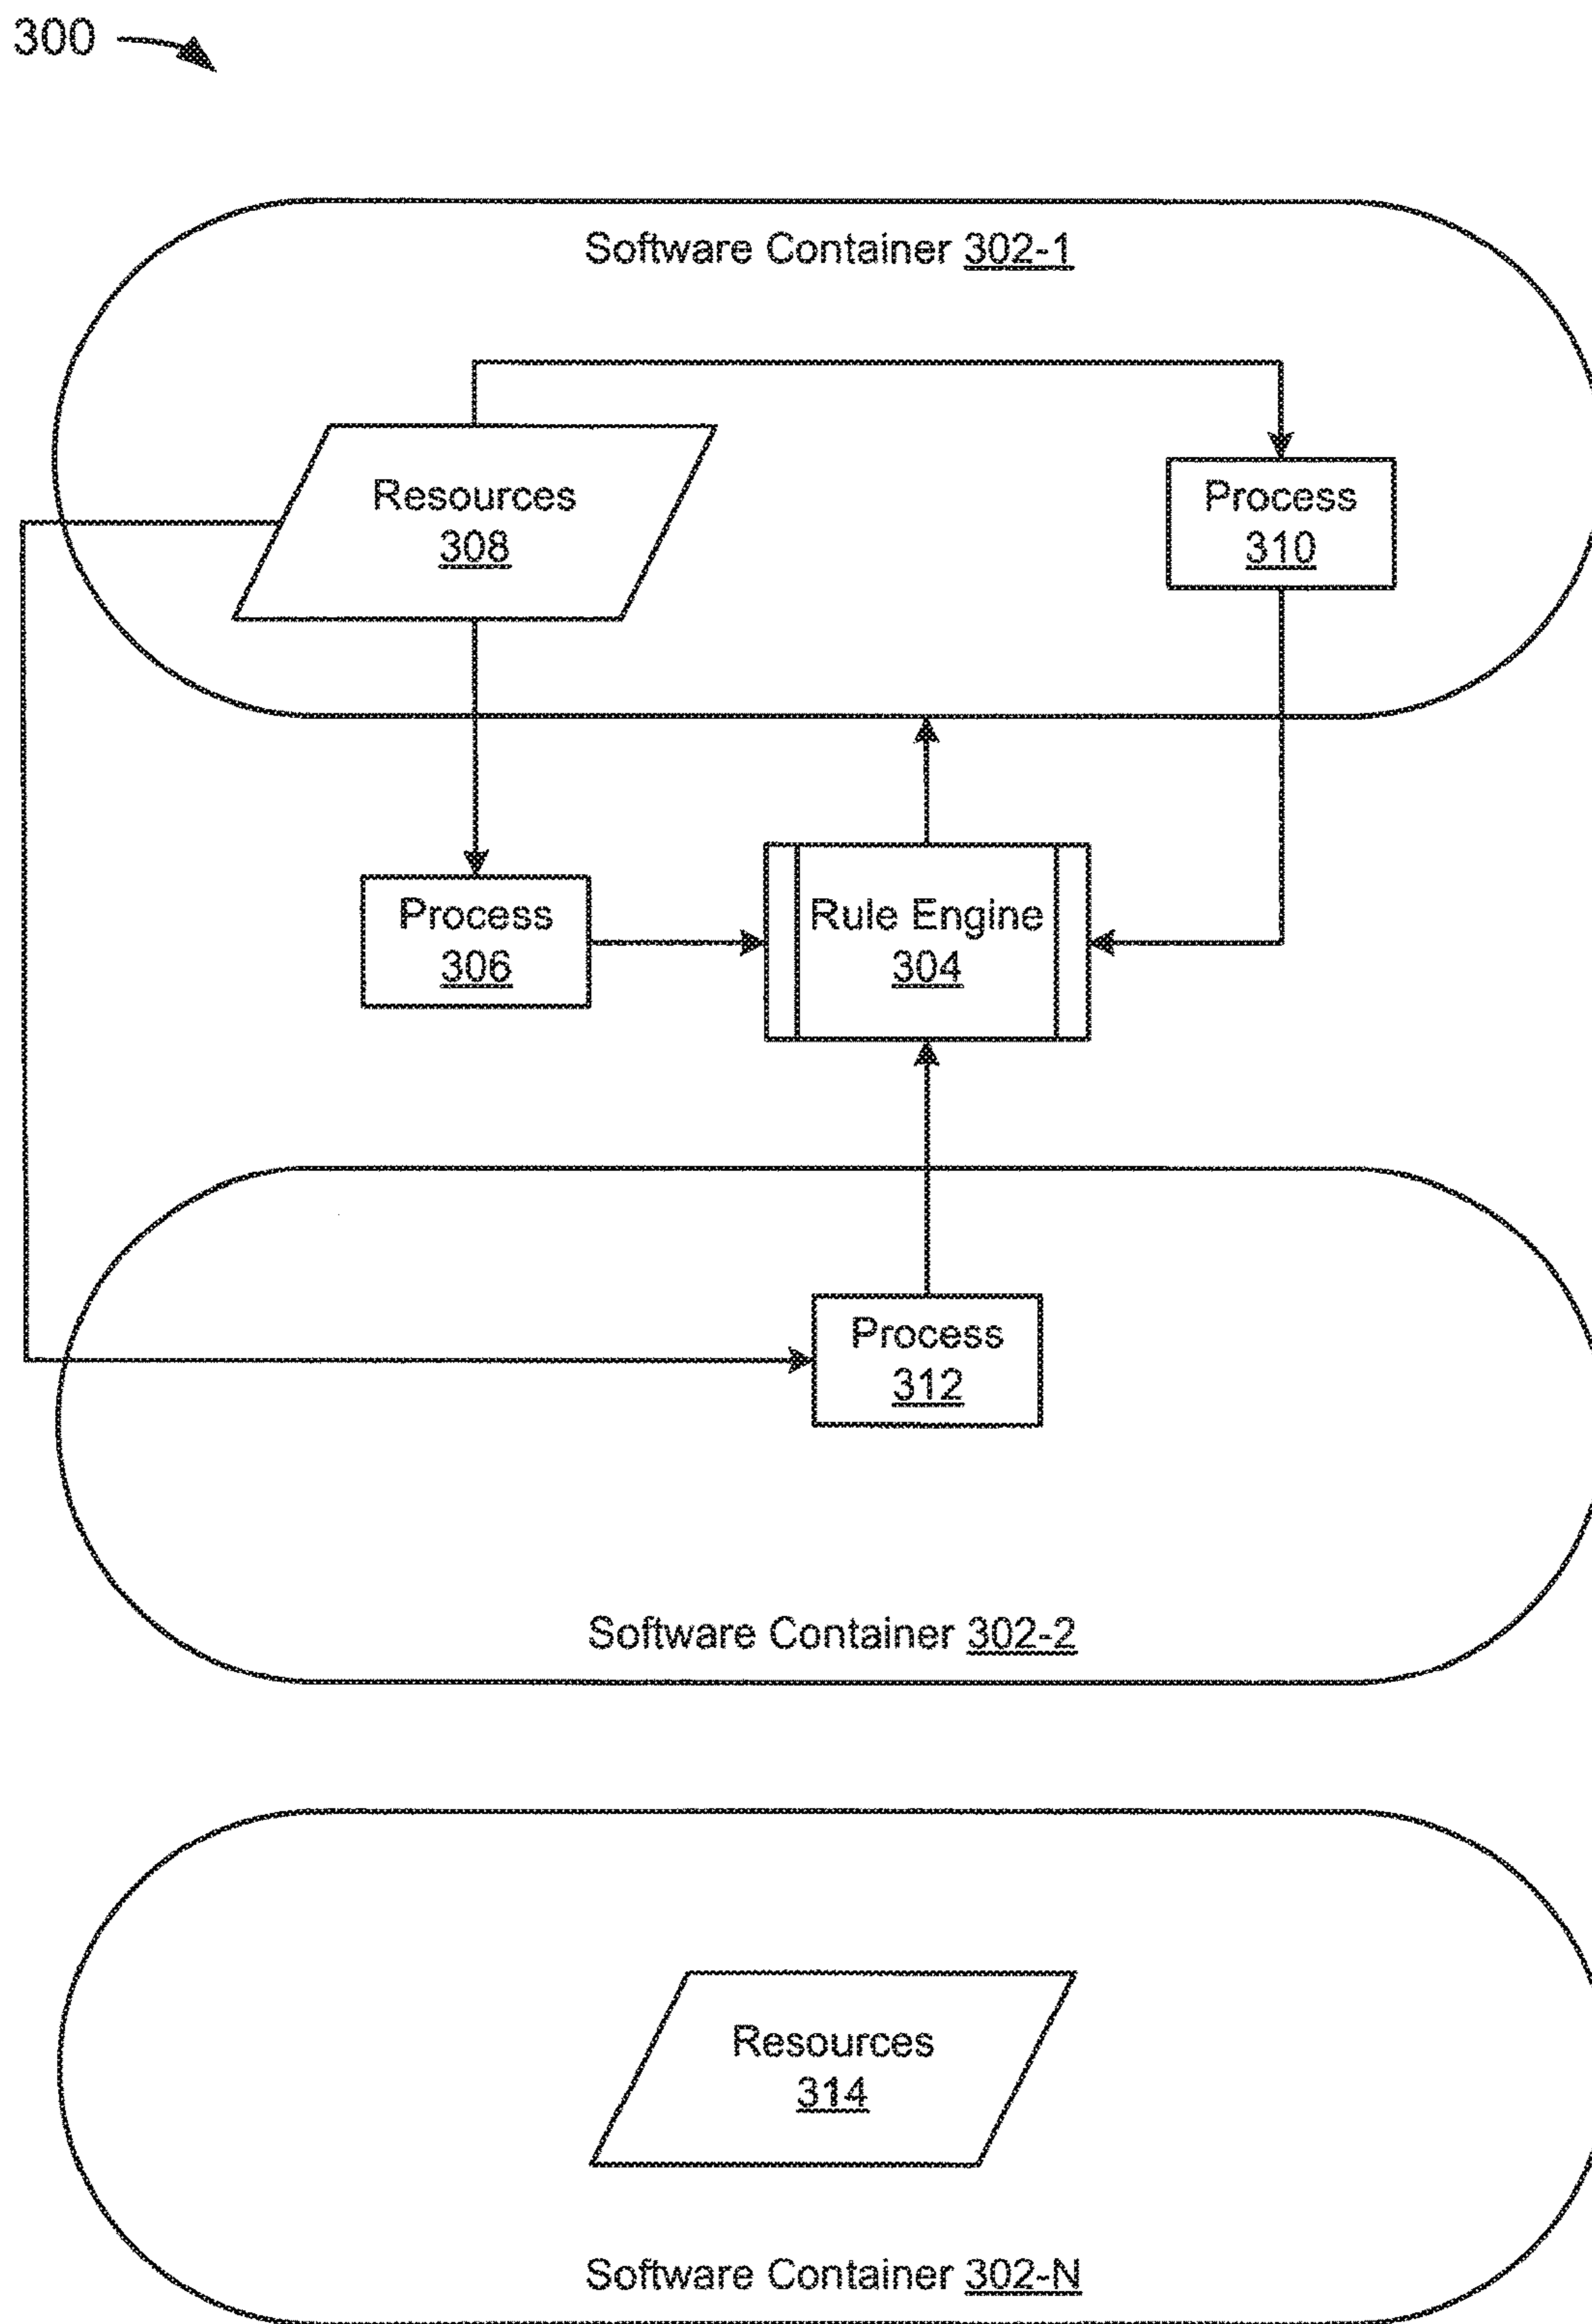 300
Software Container 302-1
Resources
308
Process
310
Process
306
Rule Engine
304
Process
312
Software Container 302-2
Resources
314
Software Container 302-N